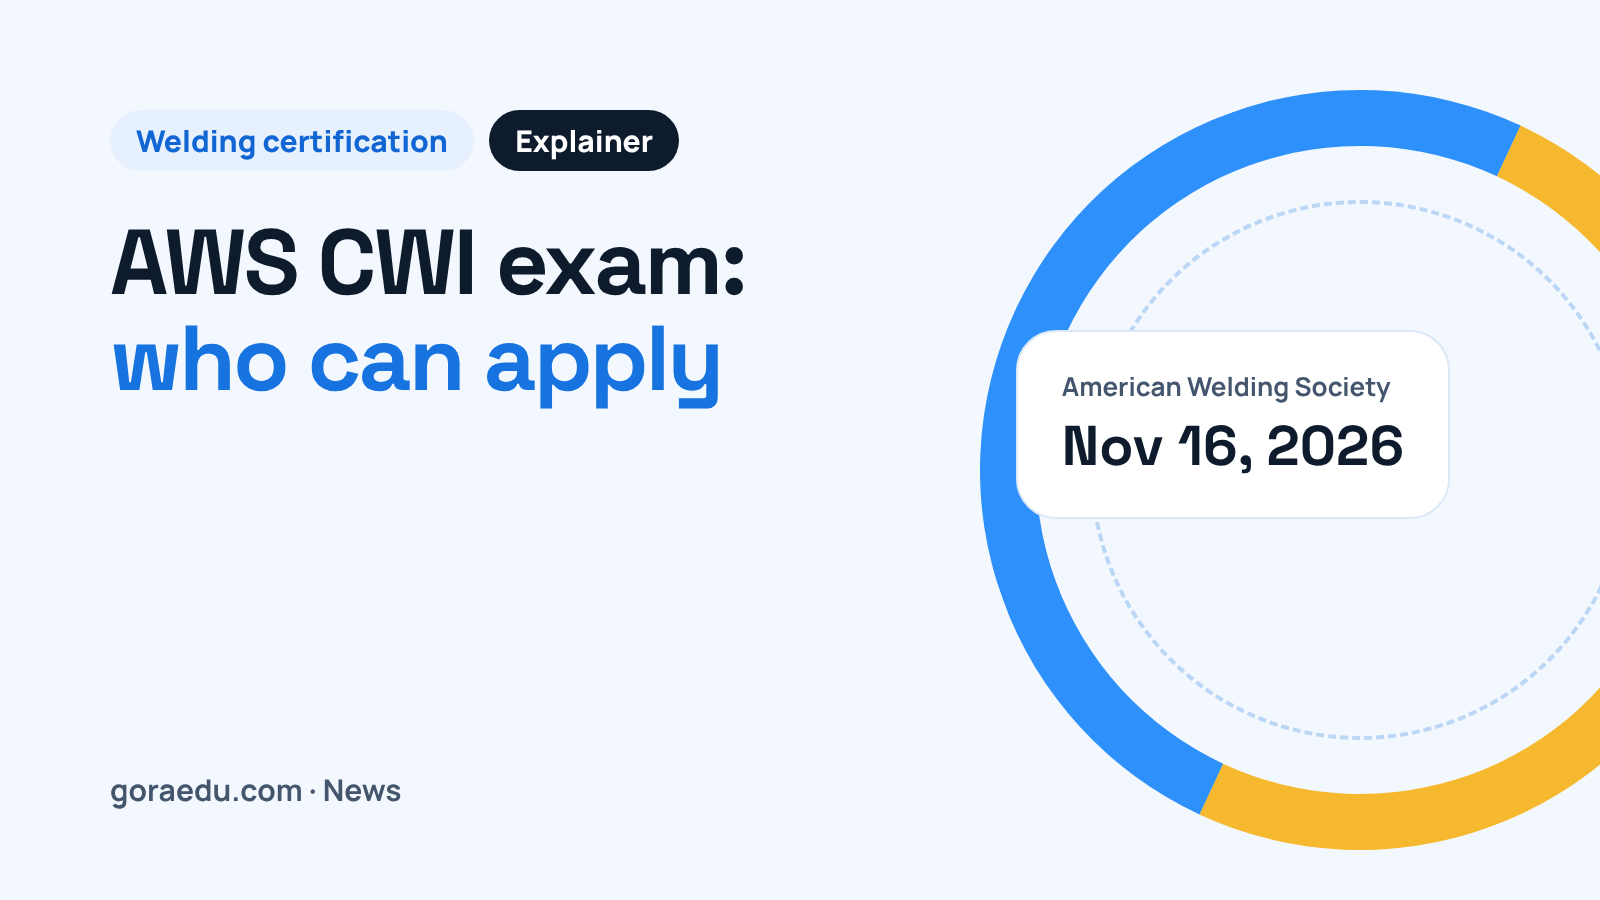 Welding certification
Explainer
AWS CWI exam:
who can apply
American Welding Society
Nov 16, 2026
goraedu.com · News